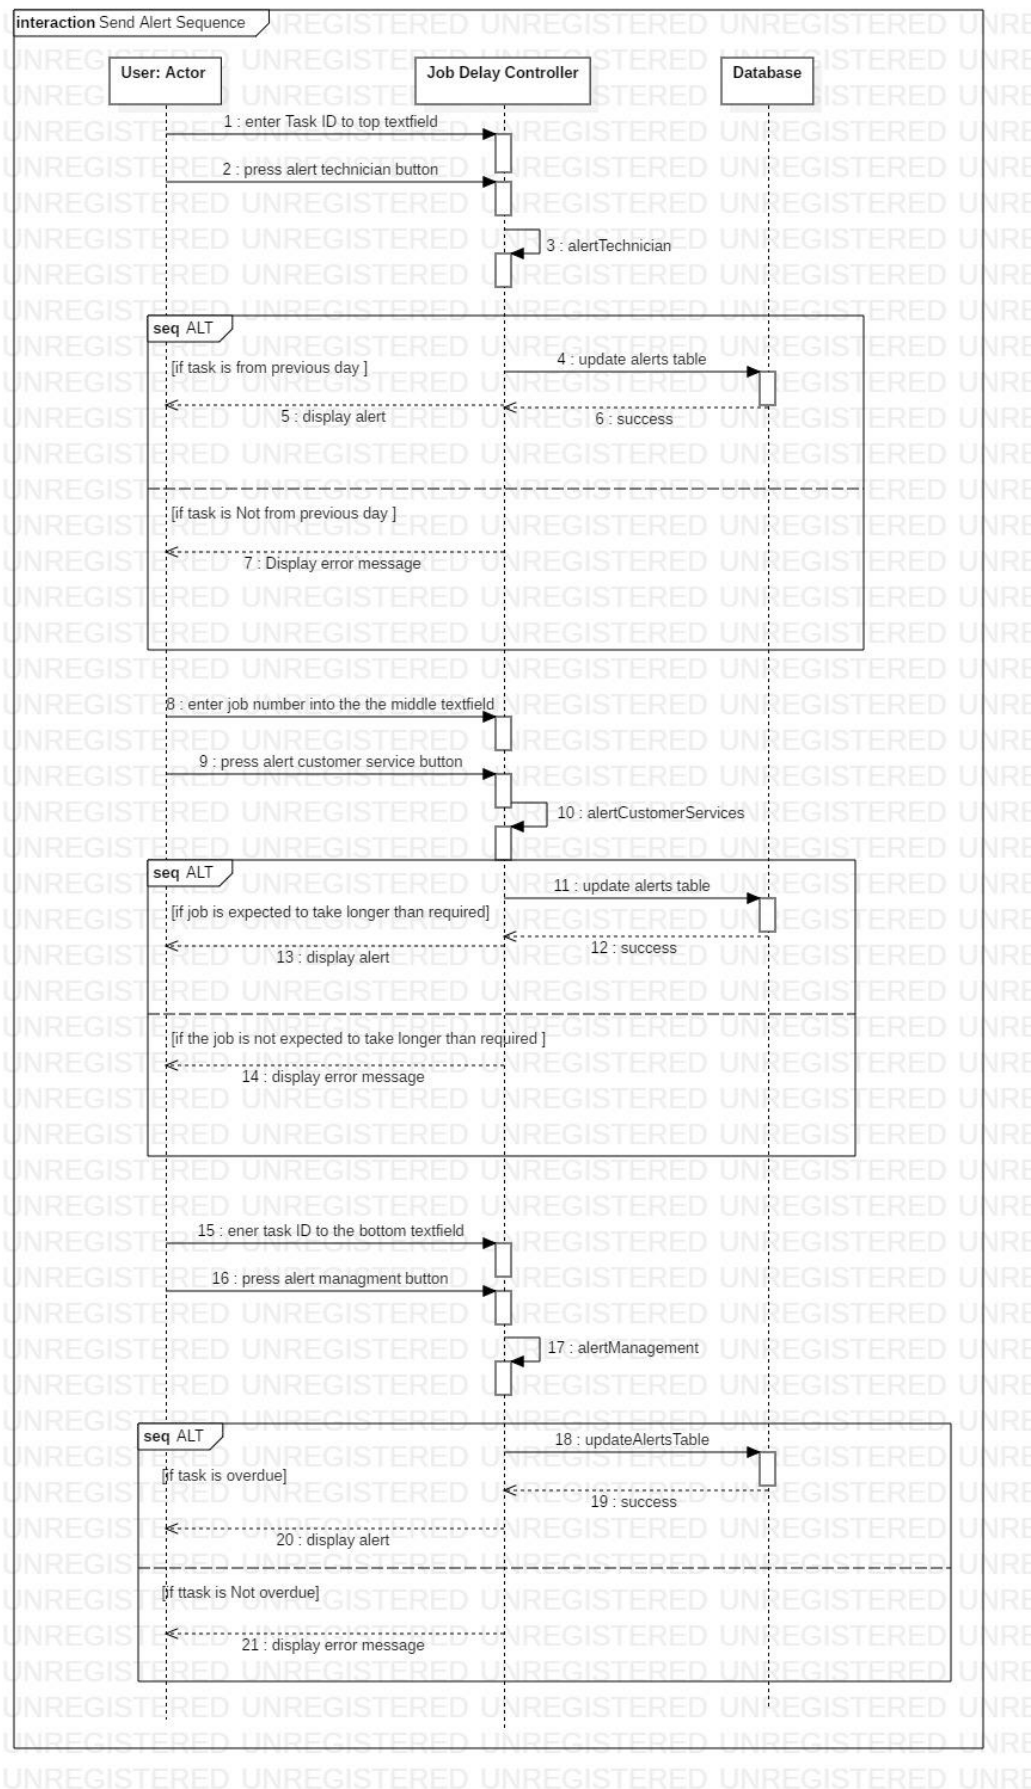 interaction Send Alert Sequence
User: Actor
Job Delay Controller
Database
1 : enter Task ID to top textfield
2 : press alert technician button
3 : alertTechnician
seq ALT
[if task is from previous day ]
4 : update alerts table
5 : display alert
6 : success
[if task is Not from previous day ]
7 : Display error message
8 : enter job number into the the middle textfield
9 : press alert customer service button
10 : alertCustomerServices
seq ALT
11 : update alerts table
[if job is expected to take longer than required]
12 : success
13 : display alert
[if the job is not expected to take longer than required ]
14 : display error message
15 : ener task ID to the bottom textfield
16 : press alert managment button
17 : alertManagement
seq ALT
18 : updateAlertsTable
[if task is overdue]
19 : success
20 : display alert
[if ttask is Not overdue]
21 : display error message
UNREGISTERED